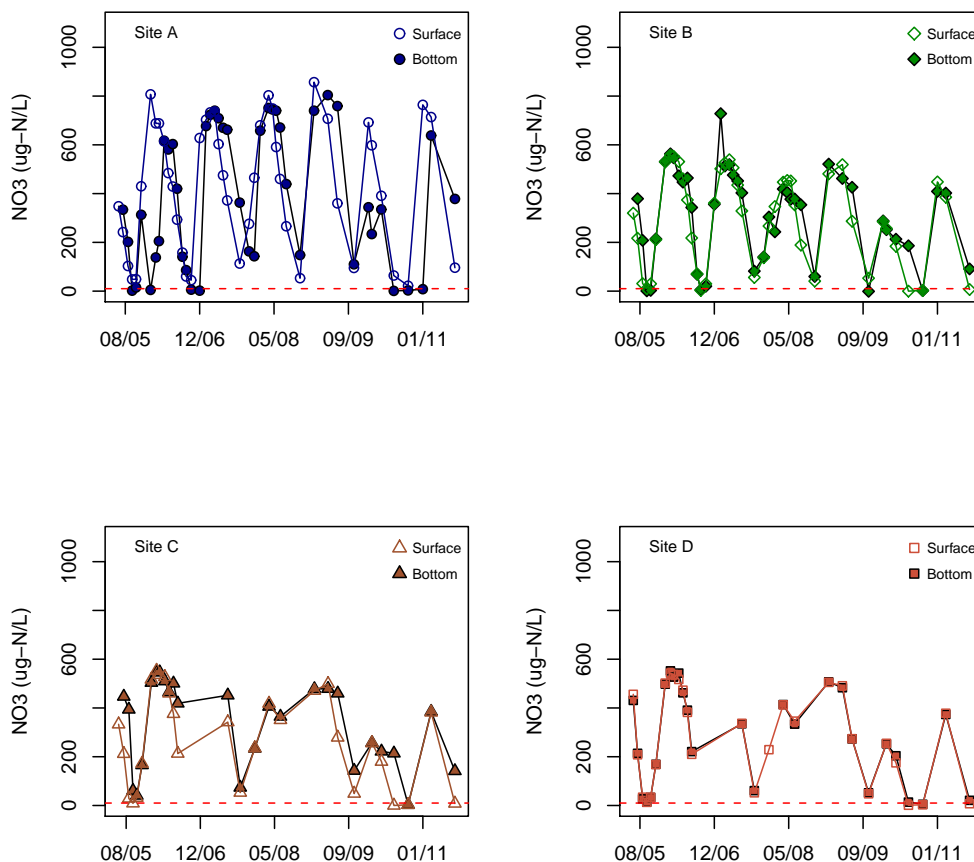 Site A
Surface
Bottom
NO3 (ug−N/L)
0
200
600
1000
08/05
12/06
05/08
09/09
01/11
Site B
Surface
Bottom
NO3 (ug−N/L)
0
200
600
1000
08/05
12/06
05/08
09/09
01/11
Site C
Surface
Bottom
NO3 (ug−N/L)
0
200
600
1000
08/05
12/06
05/08
09/09
01/11
Site D
Surface
Bottom
NO3 (ug−N/L)
0
200
600
1000
08/05
12/06
05/08
09/09
01/11